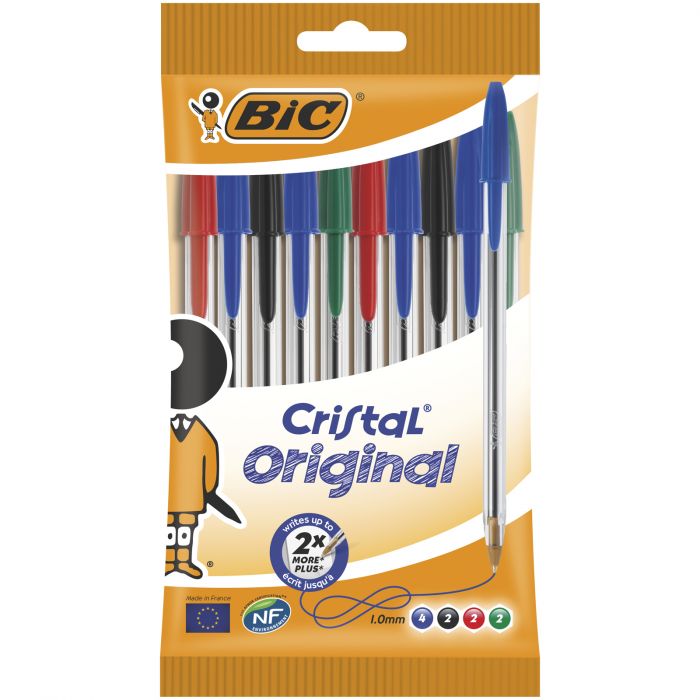 BiC®
Cristal®
Original
writes up to
2x
MORE*
PLUS*
écrit jusqu'à
®
Made in France
NF
ENVIRONNEMENT
1.0mm
4 2 2 2